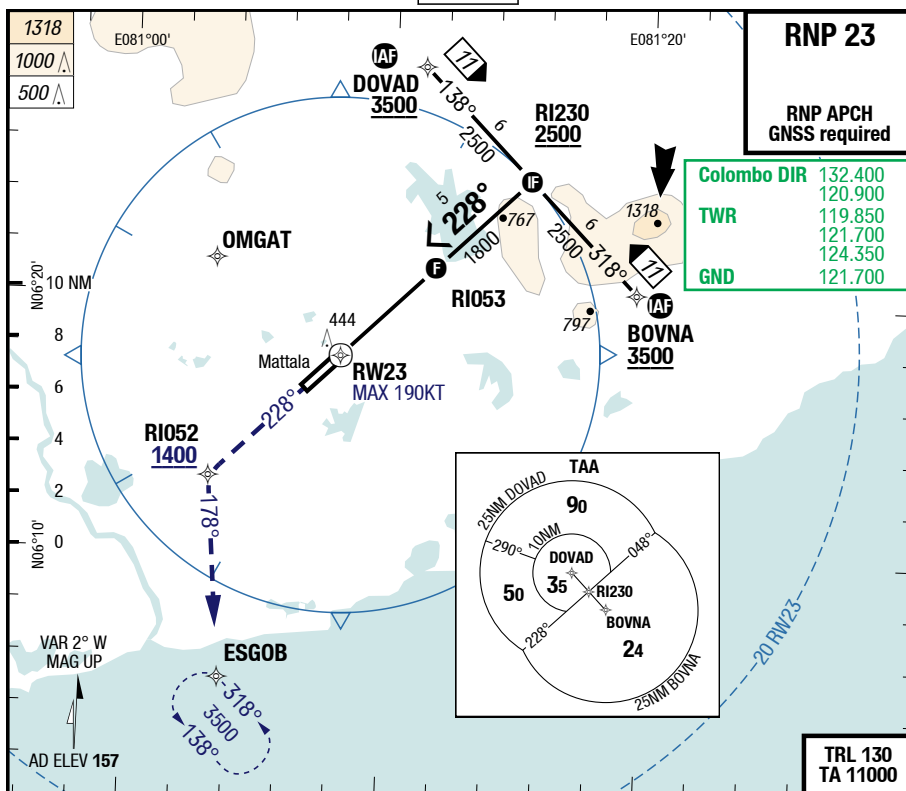 1318
1000
500
E081°00'
E081°20'
RNP 23
RNP APCH
GNSS required
Colombo DIR 132.400
120.900
TWR 119.850
121.700
124.350
GND 121.700
IAF
DOVAD
3500
11
138°
6
2500
RI230
2500
IF
5
228°
1800
767
1318
6
2500
318°
11
IAF
BOVNA
3500
797
OMGAT
F
RI053
N06°20'
10 NM
8
6
4
2
0
N06°10'
444
Mattala
RW23
MAX 190KT
228°
RI052
1400
178°
ESGOB
318°
3500
138°
VAR 2° W
MAG UP
AD ELEV 157
TAA
25NM DOVAD
90
10NM
290°
048°
DOVAD
35
50
RI230
BOVNA
228°
24
25NM BOVNA
20 RW23
TRL 130
TA 11000